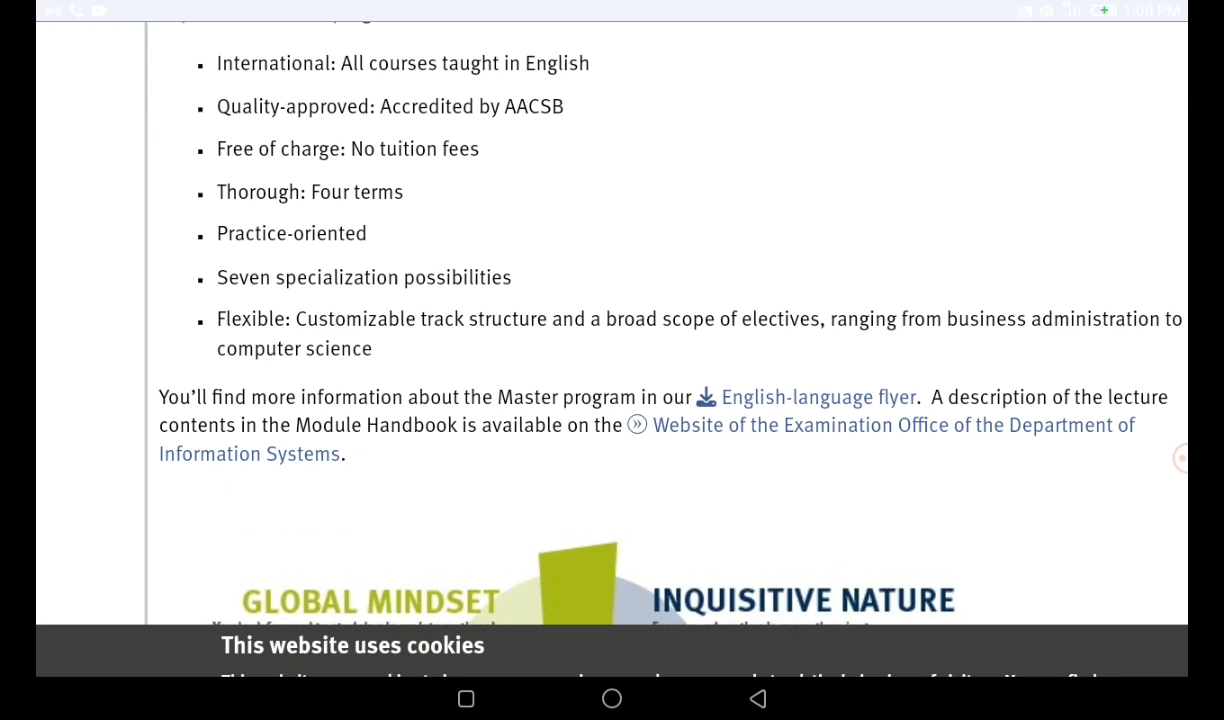 1:00 PM
International: All courses taught in English
Quality-approved: Accredited by AACSB
Free of charge: No tuition fees
Thorough: Four terms
Practice-oriented
Seven specialization possibilities
Flexible: Customizable track structure and a broad scope of electives, ranging from business administration to
computer science
You’ll find more information about the Master program in our English-language flyer. A description of the lecture
contents in the Module Handbook is available on the Website of the Examination Office of the Department of
Information Systems.
GLOBAL MINDSET
INQUISITIVE NATURE
This website uses cookies